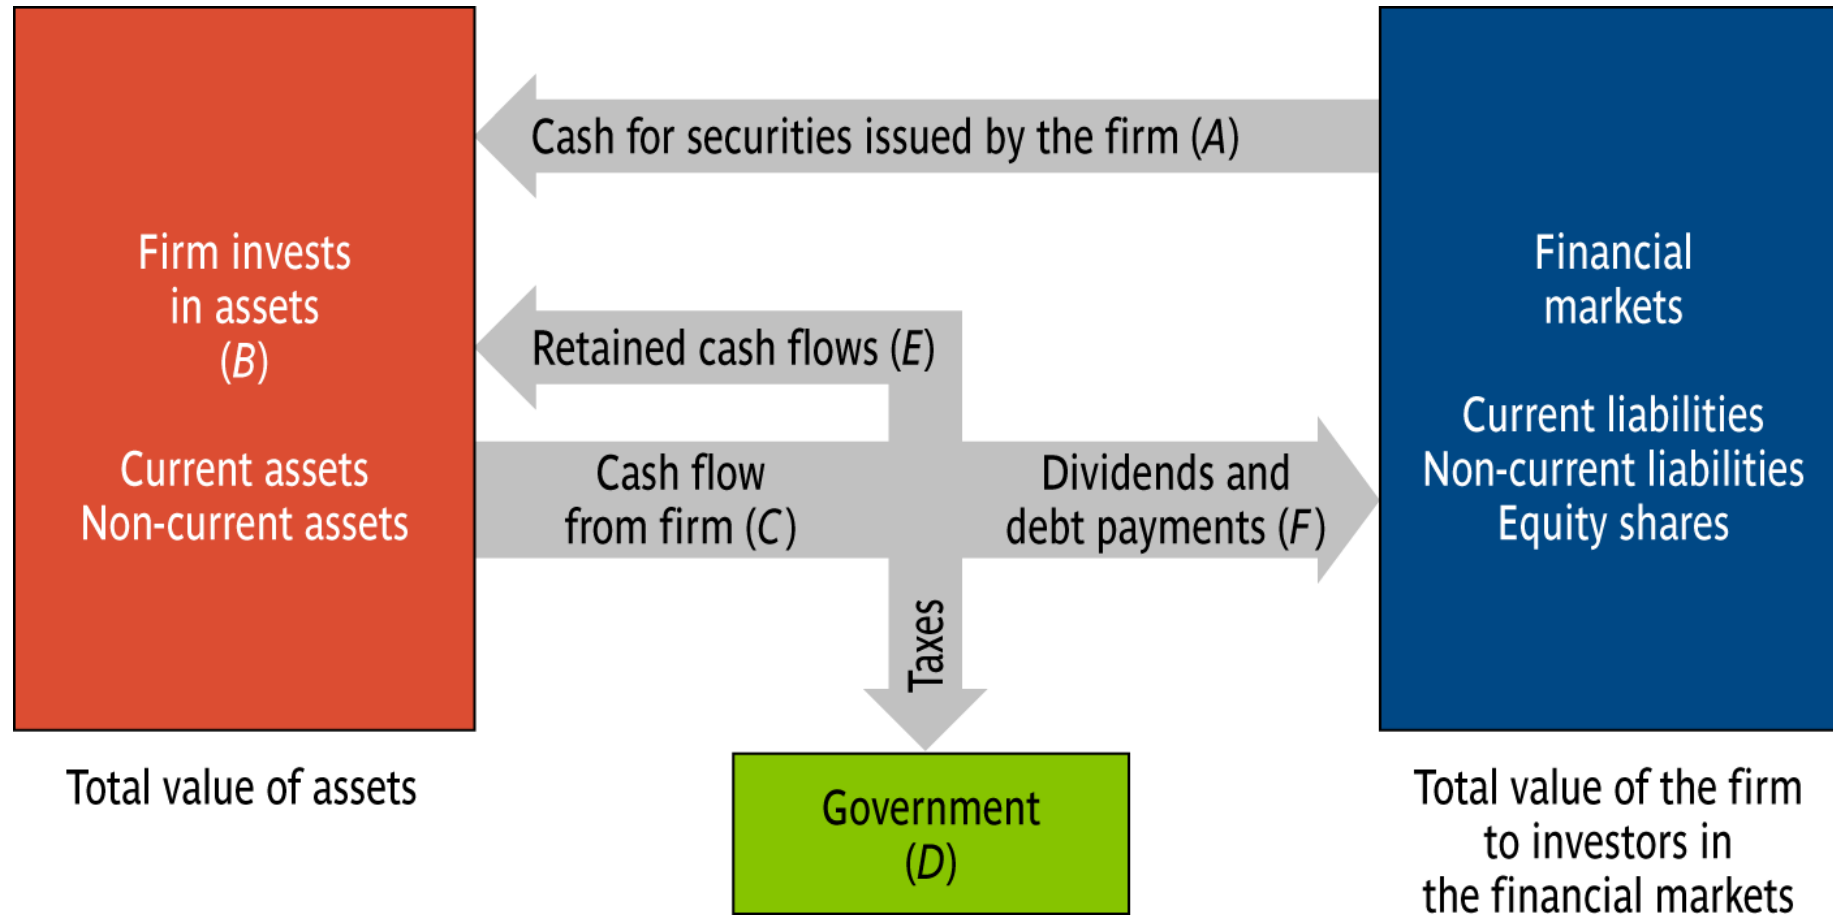 Cash for securities issued by the firm (A)
Firm invests
in assets
(B)
Current assets
Non-current assets
Retained cash flows (E)
Cash flow
from firm (C)
Dividends and
debt payments (F)
Taxes
Financial
markets
Current liabilities
Non-current liabilities
Equity shares
Total value of assets
Government
(D)
Total value of the firm
to investors in
the financial markets